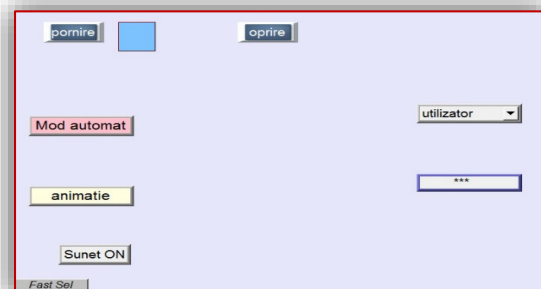 pornire
oprire
utilizator
Mod automat
***
animatie
Sunet ON
Fast Sel